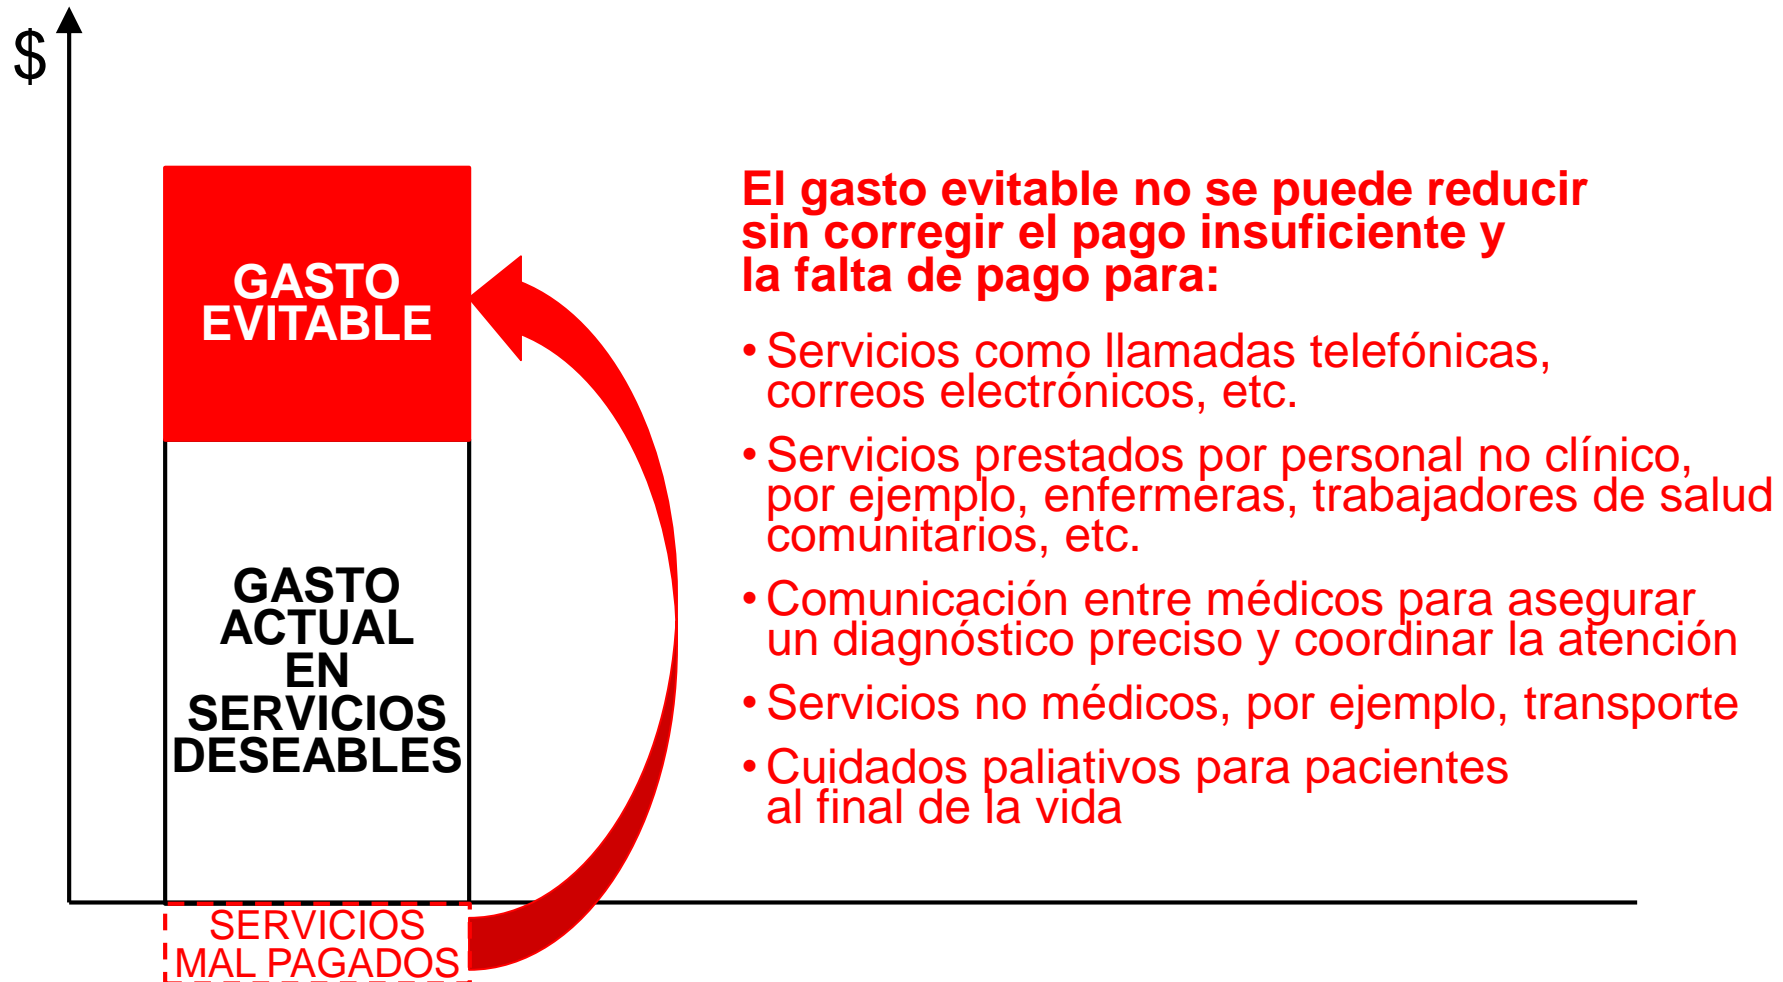 $
GASTO
EVITABLE
GASTO
ACTUAL
EN
SERVICIOS
DESEABLES
SERVICIOS
MAL PAGADOS
El gasto evitable no se puede reducir
sin corregir el pago insuficiente y
la falta de pago para:
• Servicios como llamadas telefónicas,
correos electrónicos, etc.
• Servicios prestados por personal no clínico,
por ejemplo, enfermeras, trabajadores de salud
comunitarios, etc.
• Comunicación entre médicos para asegurar
un diagnóstico preciso y coordinar la atención
• Servicios no médicos, por ejemplo, transporte
• Cuidados paliativos para pacientes
al final de la vida